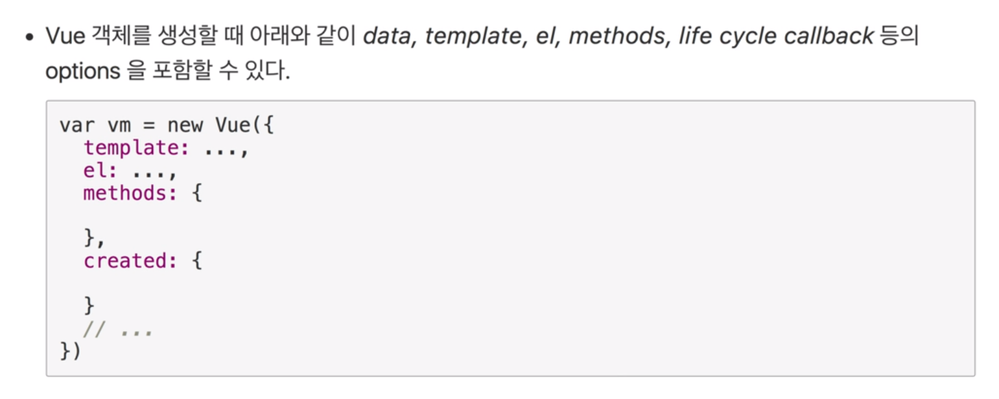 • Vue 객체를 생성할 때 아래와 같이 data, template, el, methods, life cycle callback 등의
options 을 포함할 수 있다.
var vm = new Vue({
  template: ...,
  el: ...,
  methods: {

  },
  created: {

  }
  // ...
})